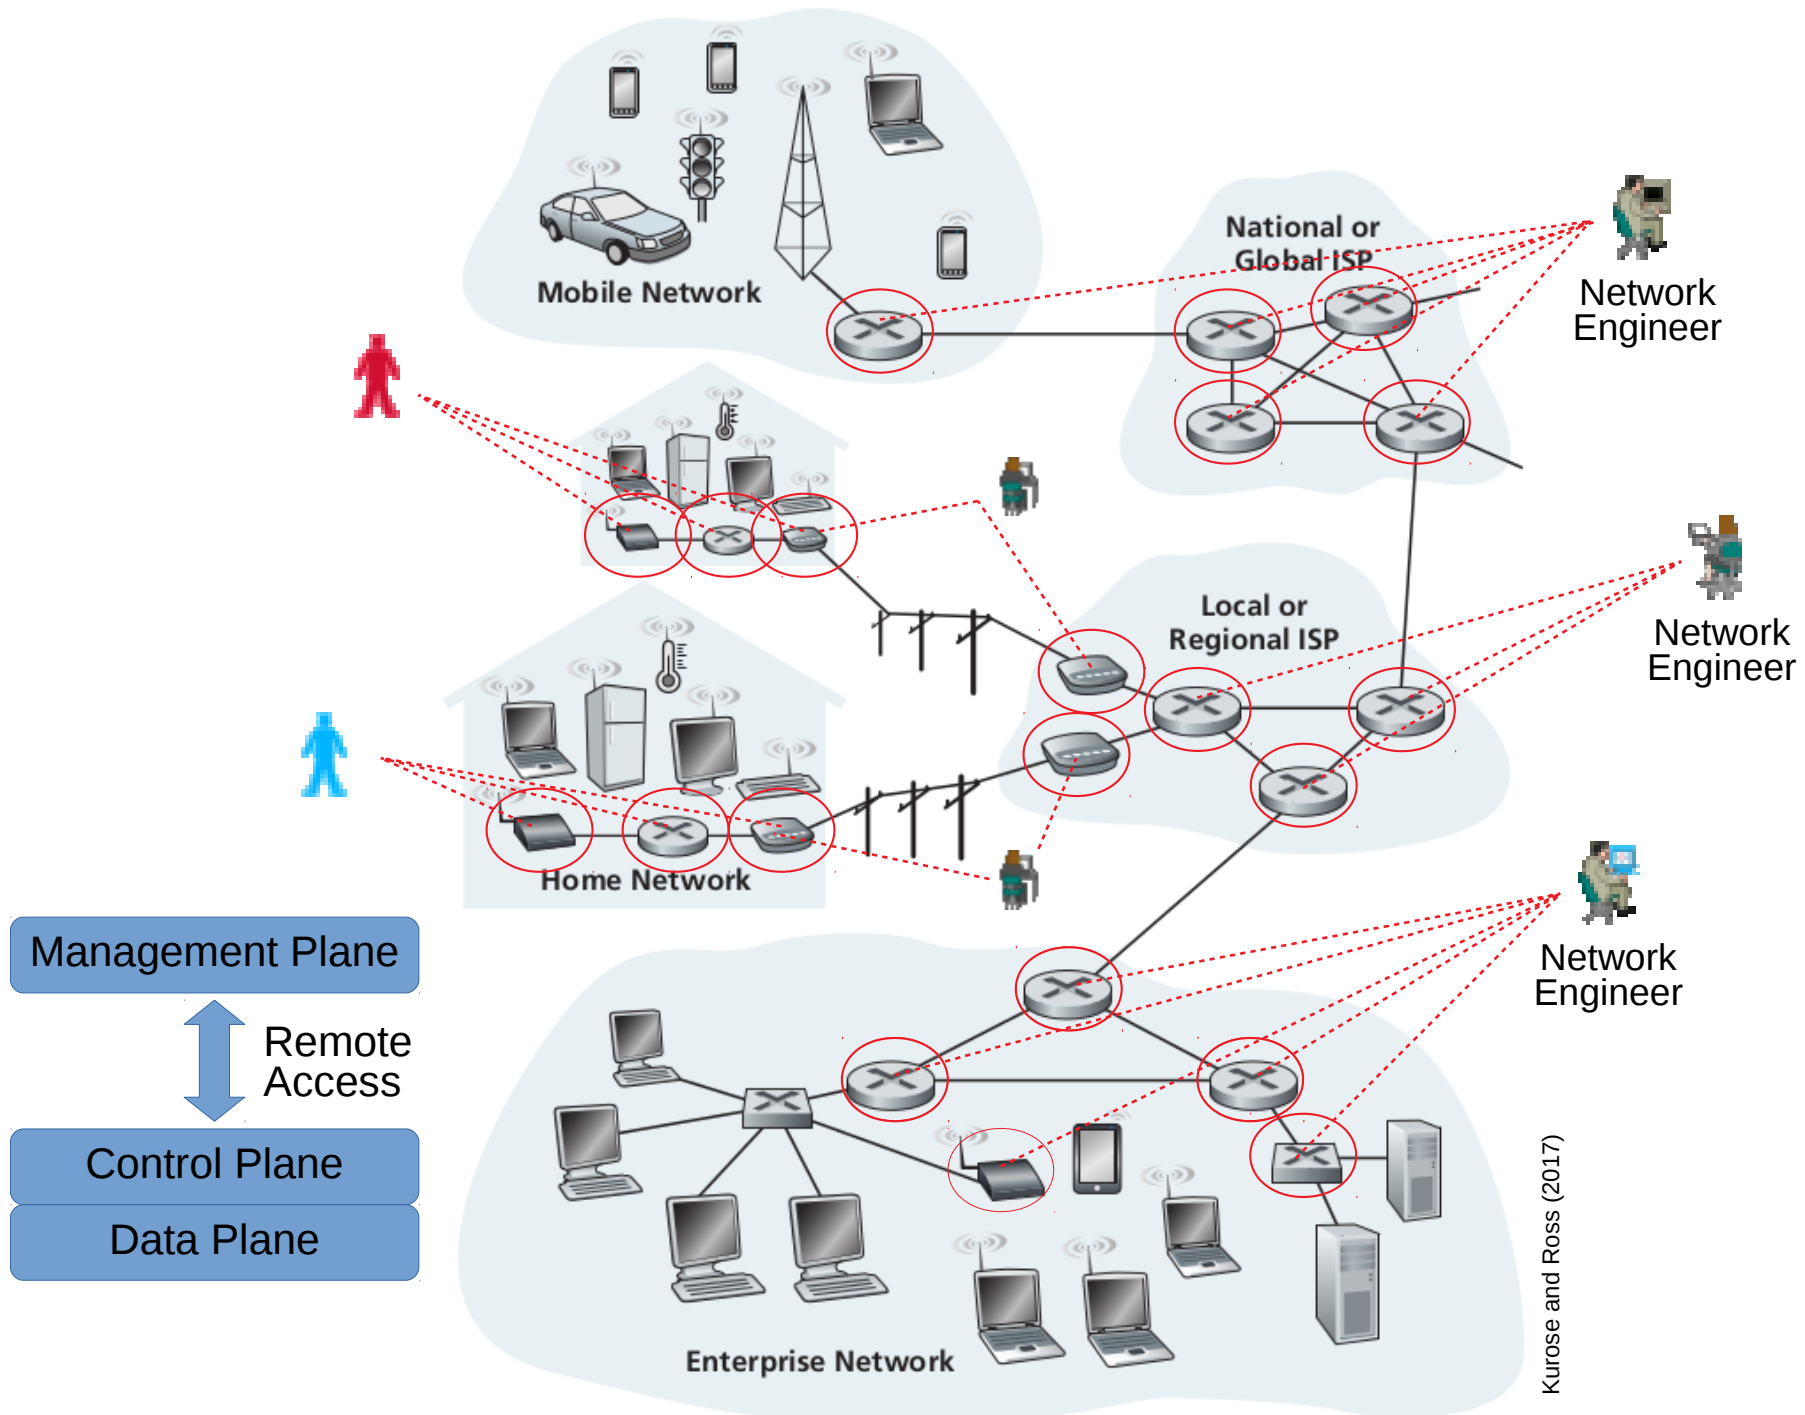 Mobile Network
National or
Global ISP
Network
Engineer
Local or
Regional ISP
Network
Engineer
Home Network
Management Plane
Remote
Access
Control Plane
Data Plane
Network
Engineer
Enterprise Network
Kurose and Ross (2017)